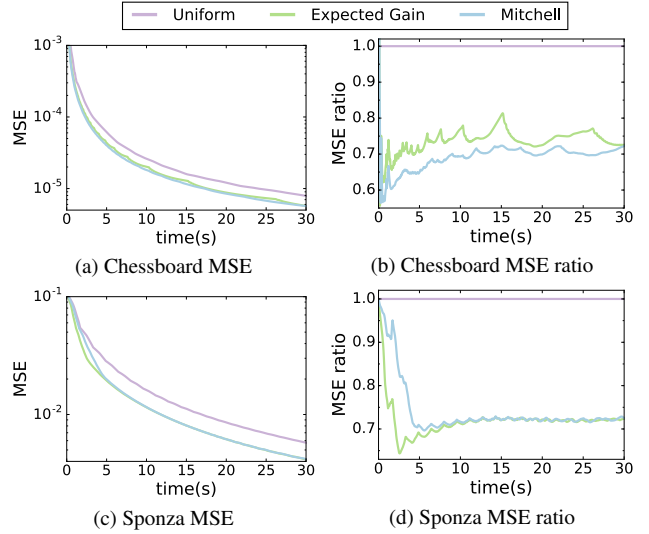 Uniform Expected Gain Mitchell
10⁻³
10⁻⁴
10⁻⁵
MSE
0 5 10 15 20 25 30
time(s)
(a) Chessboard MSE
1.0
0.9
0.8
0.7
0.6
MSE ratio
0 5 10 15 20 25 30
time(s)
(b) Chessboard MSE ratio
10⁻¹
10⁻²
MSE
0 5 10 15 20 25 30
time(s)
(c) Sponza MSE
1.0
0.9
0.8
0.7
MSE ratio
0 5 10 15 20 25 30
time(s)
(d) Sponza MSE ratio